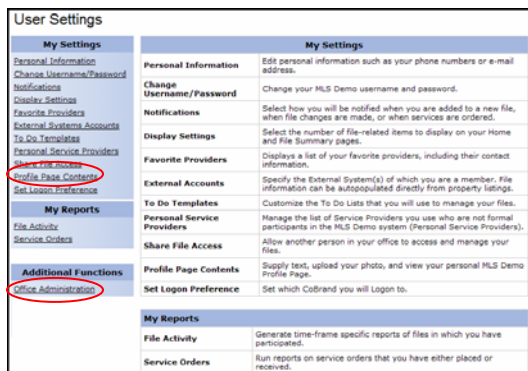 User Settings
My Settings
Personal Information
Change Username/Password
Notifications
Display Settings
Favorite Providers
External Systems Accounts
To Do Templates
Personal Service Providers
Share File Access
Profile Page Contents
Set Logon Preference
My Reports
File Activity
Service Orders
Additional Functions
Office Administration
My Settings
Personal Information
Edit personal information such as your phone numbers or e-mail
address.
Change
Username/Password
Change your MLS Demo username and password.
Notifications
Select how you will be notified when you are added to a new file,
when file changes are made, or when services are ordered.
Display Settings
Select the number of file-related items to display on your Home
and File Summary pages.
Favorite Providers
Displays a list of your favorite providers, including their contact
information.
External Accounts
Specify the External System(s) of which you are a member. File
information can be autopopulated directly from property listings.
To Do Templates
Customize the To Do Lists that you will use to manage your files.
Personal Service
Providers
Manage the list of Service Providers you use who are not formal
participants in the MLS Demo system (Personal Service Providers).
Share File Access
Allow another person in your office to access and manage your
files.
Profile Page Contents
Supply text, upload your photo, and view your personal MLS Demo
Profile Page.
Set Logon Preference
Set which CoBrand you will Logon to.
My Reports
File Activity
Generate time-frame specific reports of files in which you have
participated.
Service Orders
Run reports on service orders that you have either placed or
received.